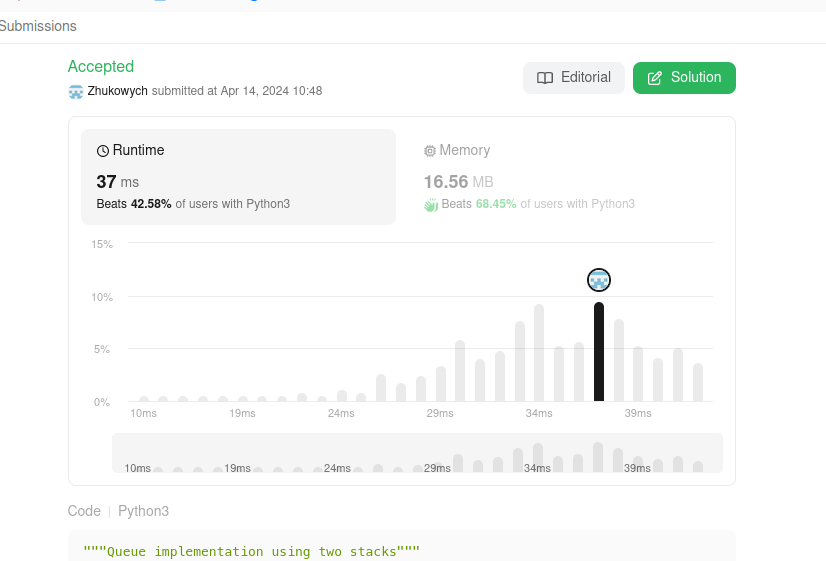 Submissions
Accepted
Zhukowych submitted at Apr 14, 2024 10:48
Editorial
Solution
Runtime
37 ms
Beats 42.58% of users with Python3
Memory
16.56 MB
Beats 68.45% of users with Python3
15%
10%
5%
0%
10ms 19ms 24ms 29ms 34ms 39ms
10ms 19ms 24ms 29ms 34ms 39ms
Code | Python3
"""Queue implementation using two stacks"""